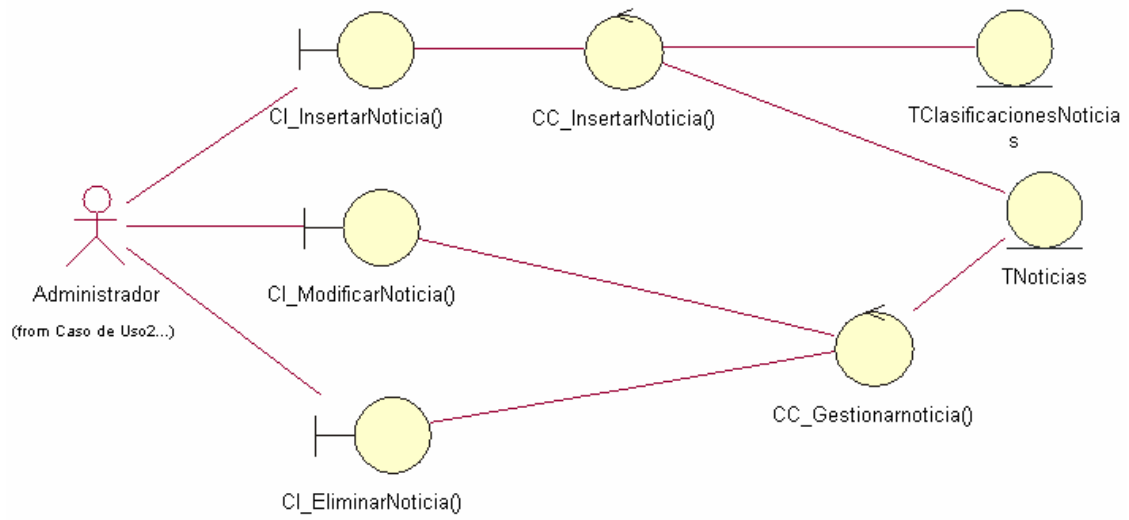 CI_InsertarNoticia()
CC_InsertarNoticia()
TClasificacionesNoticia
s
TNoticias
Administrador
(from Caso de Uso2...)
CI_ModificarNoticia()
CC_Gestionarnoticia()
CI_EliminarNoticia()